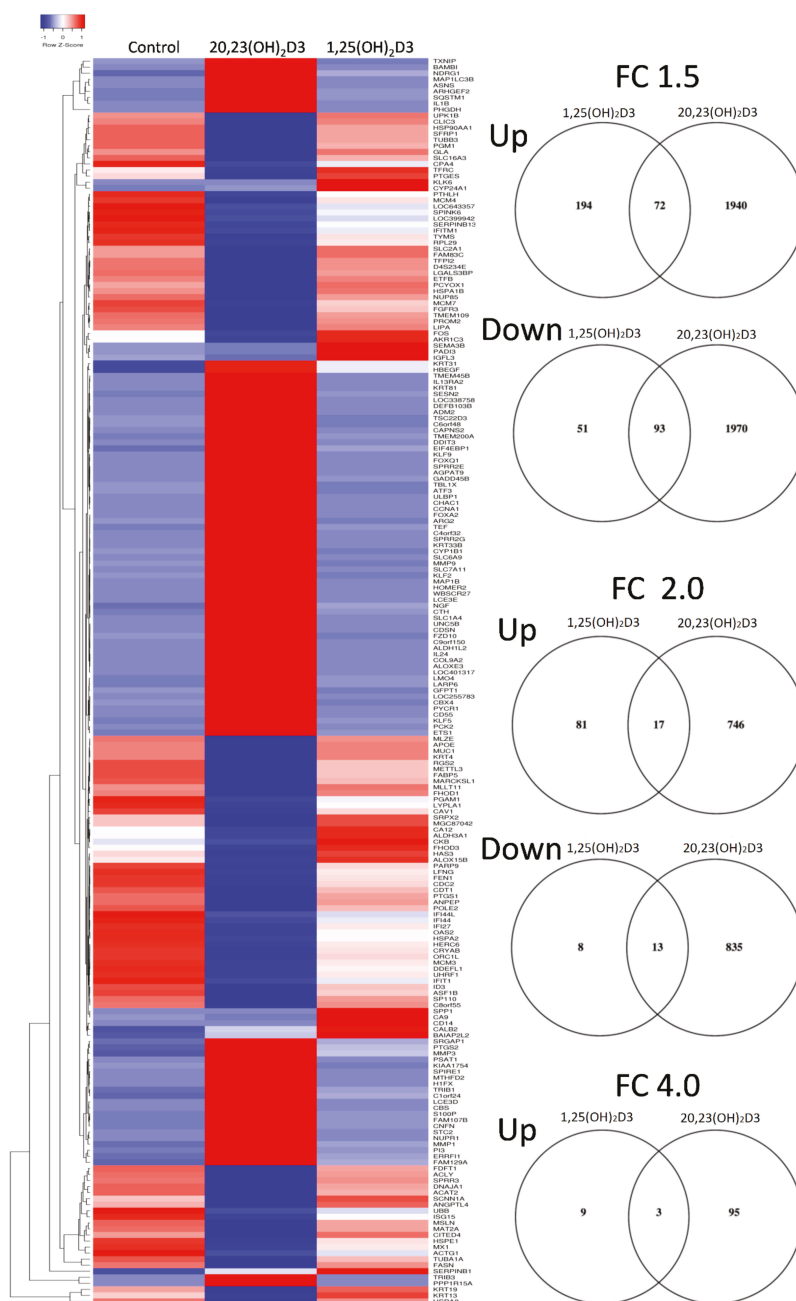 -1 0 1
Row Z-Score
Control 20,23(OH)2D3 1,25(OH)2D3
TXNIP
BAMBI
NDRG1
MAP1LC3B
ASNS
ARHGEF2
SQSTM1
IL1B
PHGDH
UPK1B
CLIC3
HSP90AA1
SFRP1
TUBB3
PGM1
GLA
SLC16A3
CPA4
TFRC
PTGES
KLK6
CYP24A1
PTHLH
MCM4
LOC643357
SPINK6
LOC399942
SERPINB13
IFITM1
TYMS
RPL29
SLC2A1
FAM83C
TFPI2
D4S234E
LGALS3BP
ETFB
PCYOX1
HSPA1B
NUP85
MCM7
FGFR3
TMEM109
PROM2
LIPA
FOS
AKR1C3
SEMA3B
PADI3
IGFL3
KRT31
HBEGF
TMEM45B
IL13RA2
KRT81
SESN2
LOC338758
DEFB103B
ADM2
TSC22D3
C6orf48
CAPNS2
TMEM200A
DDIT3
EIF4EBP1
KLF9
FOXQ1
SPRR2E
AGPAT9
GADD45B
TBL1X
ATF3
ULBP1
CHAC1
CCNA1
FOXA2
ARG2
TEF
C4orf32
SPRR2G
KRT33B
CYP1B1
SLC6A9
MMP9
SLC7A11
KLF2
MAP1B
HOMER2
WBSCR27
LCE3E
NGF
CTH
SLC1A4
UNC5B
CDSN
FZD10
C9orf150
ALDH1L2
IL24
COL9A2
ALOXE3
LOC401317
LMO4
LARP6
GFPT1
LOC255783
CBX4
PYCR1
CD55
KLF5
PCK2
ETS1
MLZE
APOE
MUC1
KRT4
RGS2
METTL3
FABP5
MARCKSL1
MLLT11
FHOD1
PGAM1
LYPLA1
CAV1
SRPX2
MGC87042
CA12
ALDH3A1
CKB
FHOD3
HAS3
ALOX15B
PARP9
LFNG
FEN1
CDC2
CDT1
PTGS1
ANPEP
POLE2
IFI44L
IFI44
IFI27
OAS2
HSPA2
HERC6
CRYAB
ORC1L
MCM3
DDEFL1
UHRF1
IFIT1
ID3
ASF1B
SP110
C8orf55
SPP1
CA9
CD14
CALB2
BAIAP2L2
SRGAP1
PTGS2
MMP3
PSAT1
KIAA1754
SPIRE1
MTHFD2
H1FX
TRIB1
C1orf24
LCE3D
CBS
S100P
FAM107B
CNFN
STC2
NUPR1
MMP1
PI3
ERRFI1
FAM129A
FDFT1
ACLY
SPRR3
DNAJA1
ACAT2
SCNN1A
ANGPTL4
UBB
ISG15
MSLN
MAT2A
CITED4
HSPE1
MX1
ACTG1
TUBA1A
FASN
SERPINB1
TRIB3
PPP1R15A
KRT19
KRT13
FC 1.5
Up
1,25(OH)2D3 20,23(OH)2D3
194 72 1940
Down
1,25(OH)2D3 20,23(OH)2D3
51 93 1970
FC 2.0
Up
1,25(OH)2D3 20,23(OH)2D3
81 17 746
Down
1,25(OH)2D3 20,23(OH)2D3
8 13 835
FC 4.0
Up
1,25(OH)2D3 20,23(OH)2D3
9 3 95